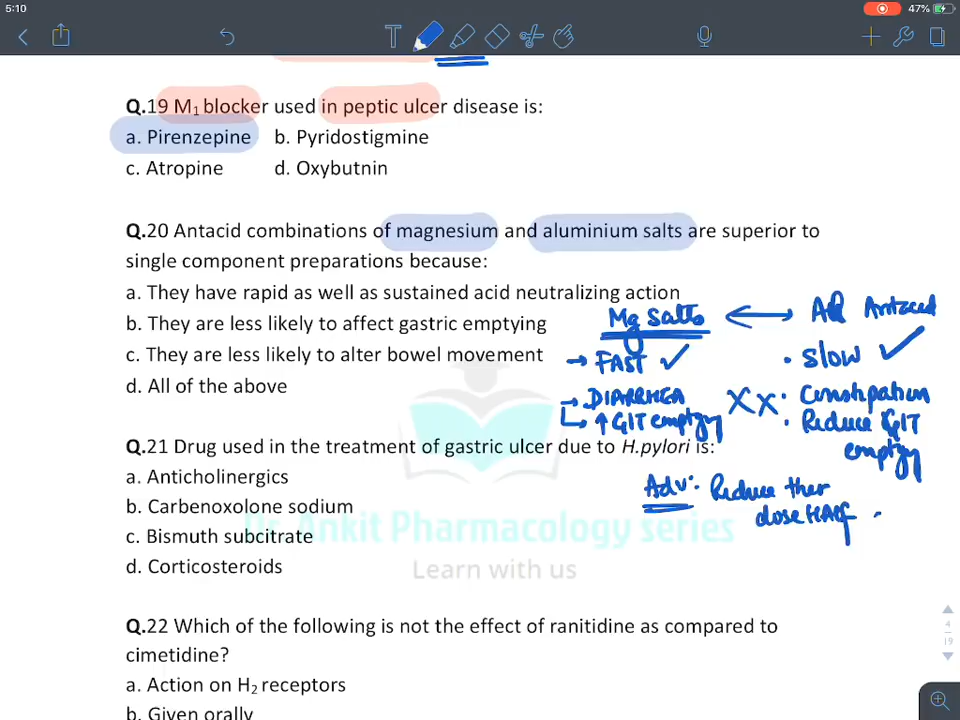 5:10
47%
Q.19 M1 blocker used in peptic ulcer disease is:
a. Pirenzepine b. Pyridostigmine
c. Atropine d. Oxybutnin
Q.20 Antacid combinations of magnesium and aluminium salts are superior to
single component preparations because:
a. They have rapid as well as sustained acid neutralizing action
b. They are less likely to affect gastric emptying
c. They are less likely to alter bowel movement
d. All of the above
Mg Salts
→ FAST ✓
→ DIARRHEA
↑ GIT emptyg
Antacid
• Slow ✓
XX
• Constipation
• Reduce GIT
emptyg
Adv: Reduce ther
dose HALF
Q.21 Drug used in the treatment of gastric ulcer due to H.pylori is:
a. Anticholinergics
b. Carbenoxolone sodium
c. Bismuth subcitrate
d. Corticosteroids
Dr Ankit Pharmacology series
Learn with us
Q.22 Which of the following is not the effect of ranitidine as compared to
cimetidine?
a. Action on H2 receptors
b. Given orally
4
19